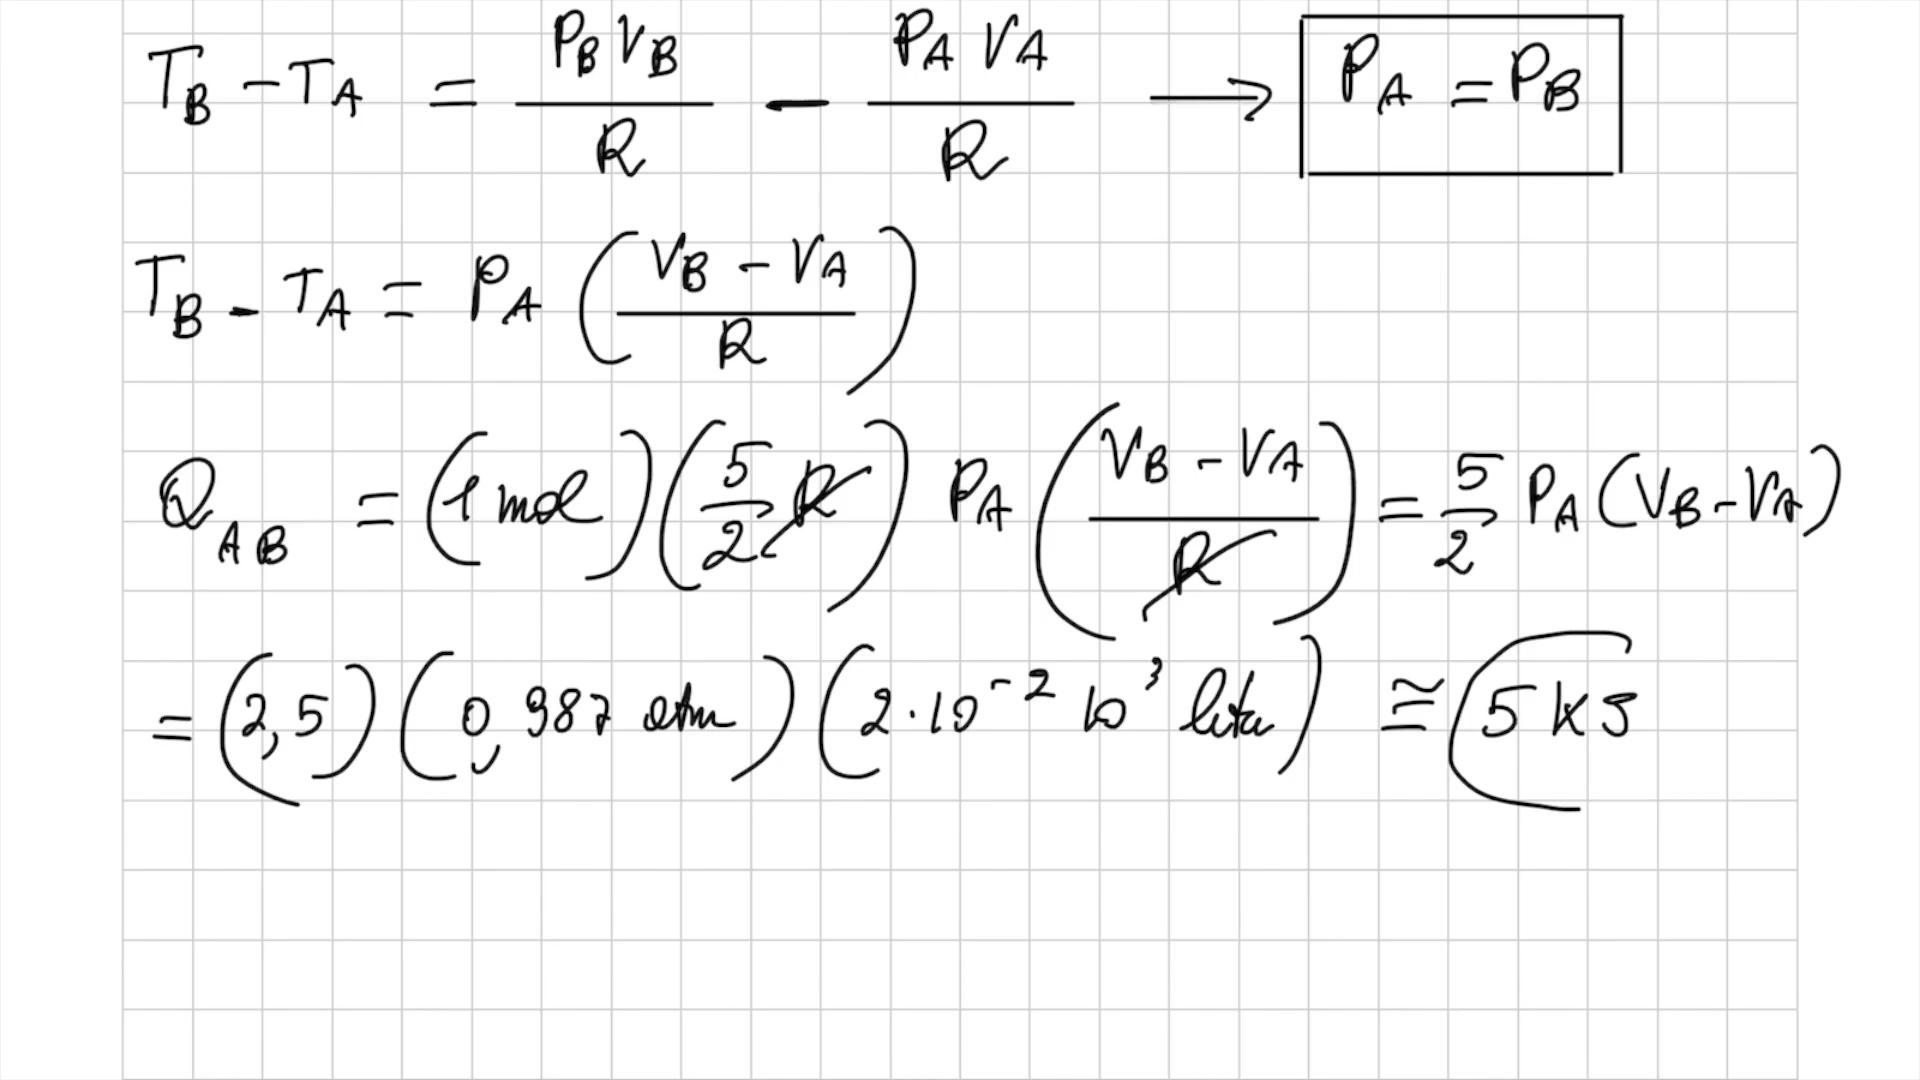 T_B - T_A = P_B V_B / R - P_A V_A / R → P_A = P_B
T_B - T_A = P_A ( (V_B - V_A) / R )
Q_AB = (1 mol) (5/2 R) P_A ( (V_B - V_A) / R ) = 5/2 P_A (V_B - V_A)
= (2,5) (0,987 atm) (2·10^-2 10^3 litri) ≅ 5 KJ